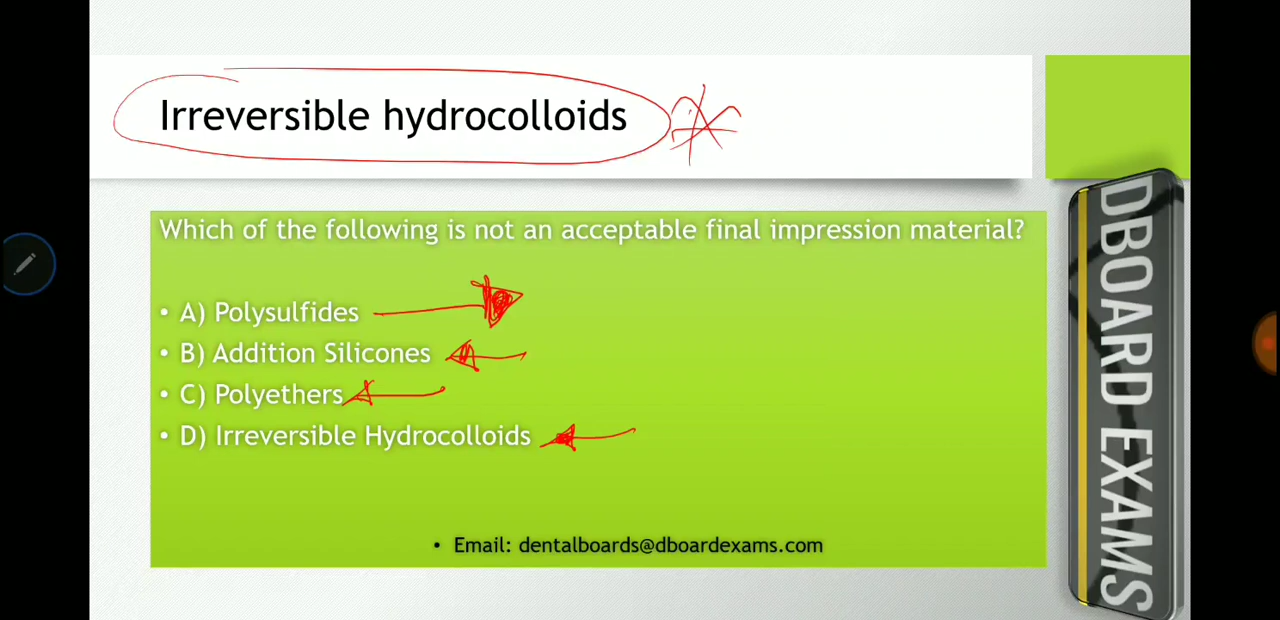 Irreversible hydrocolloids
Which of the following is not an acceptable final impression material?
• A) Polysulfides
• B) Addition Silicones
• C) Polyethers
• D) Irreversible Hydrocolloids
• Email: dentalboards@dboardexams.com
DBOARD EXAMS